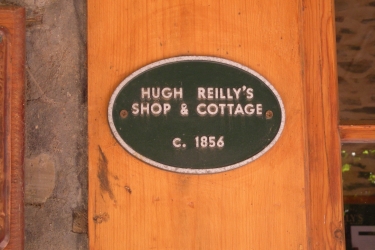 HUGH REILLY'S
SHOP & COTTAGE
c. 1856